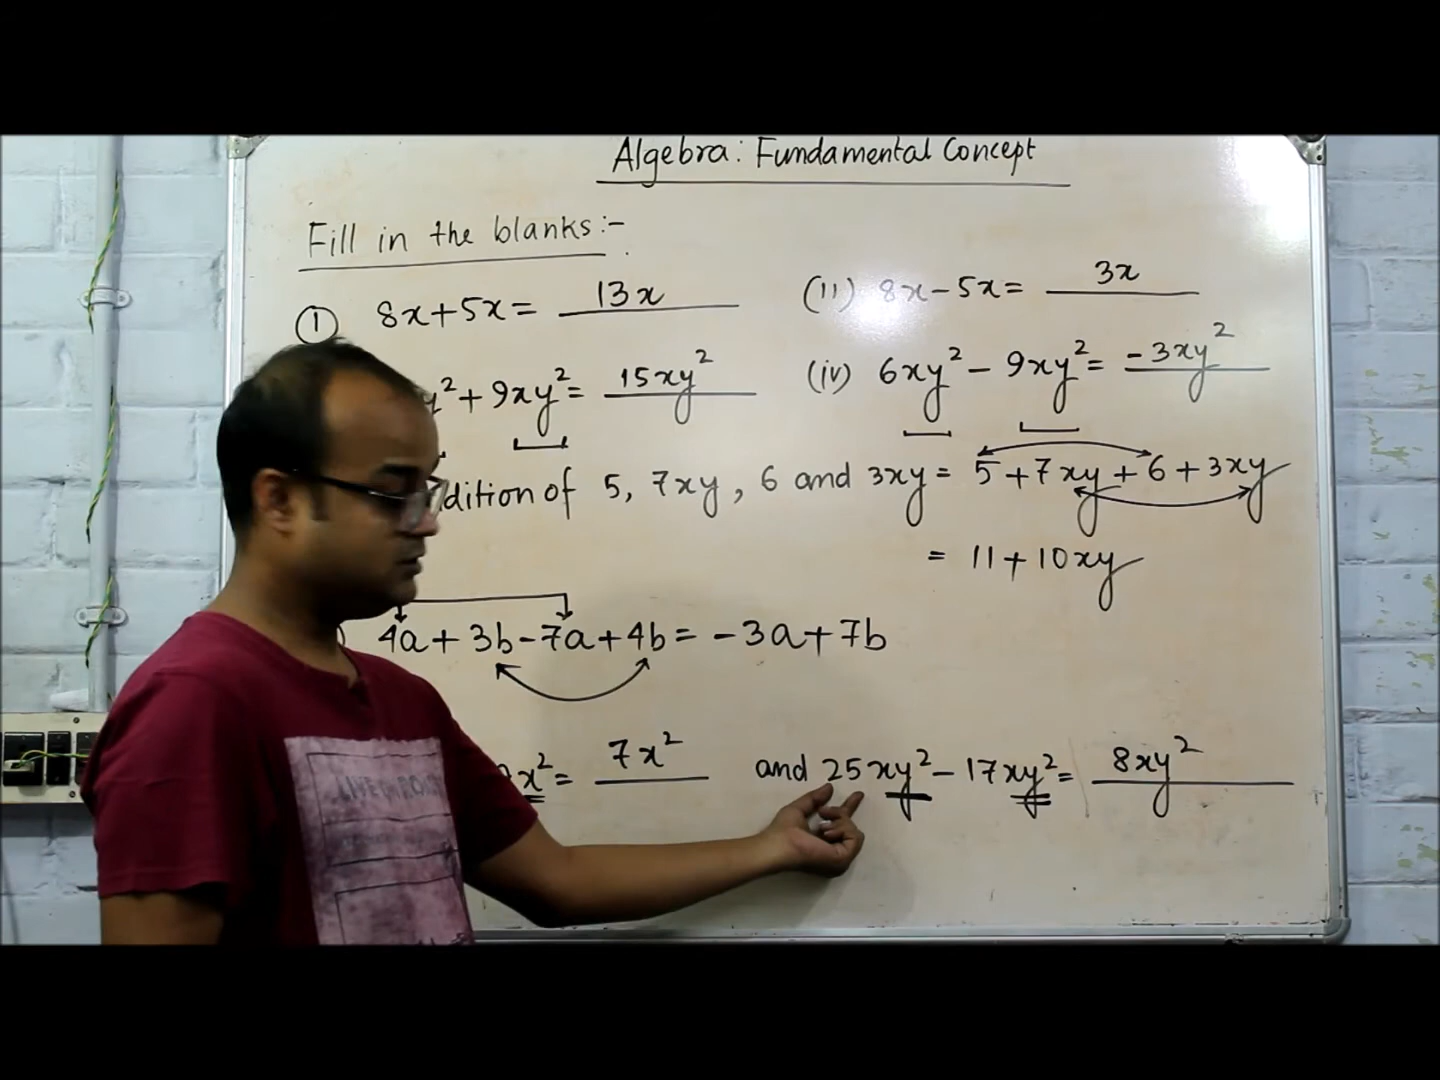 Algebra: Fundamental Concept
Fill in the blanks:-
(1) 8x+5x= 13x (ii) 8x-5x= 3x
y²+9xy²= 15xy² (iv) 6xy²-9xy²= -3xy²
dition of 5, 7xy, 6 and 3xy = 5+7xy+6+3xy
= 11+10xy
4a+3b-7a+4b= -3a+7b
x²= 7x² and 25xy²-17xy²= 8xy²